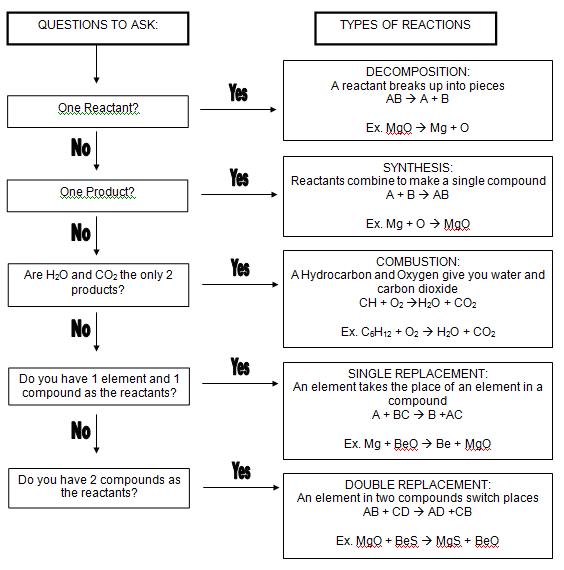 QUESTIONS TO ASK:
TYPES OF REACTIONS
One Reactant?
Yes
DECOMPOSITION:
A reactant breaks up into pieces
AB → A + B
Ex. MgO → Mg + O
No
One Product?
Yes
SYNTHESIS:
Reactants combine to make a single compound
A + B → AB
Ex. Mg + O → MgO
No
Are H₂O and CO₂ the only 2
products?
Yes
COMBUSTION:
A Hydrocarbon and Oxygen give you water and
carbon dioxide
CH + O₂ →H₂O + CO₂
Ex. C₆H₁₂ + O₂ → H₂O + CO₂
No
Do you have 1 element and 1
compound as the reactants?
Yes
SINGLE REPLACEMENT:
An element takes the place of an element in a
compound
A + BC → B +AC
Ex. Mg + BeO → Be + MgO
No
Do you have 2 compounds as
the reactants?
Yes
DOUBLE REPLACEMENT:
An element in two compounds switch places
AB + CD → AD +CB
Ex. MgO + BeS → MgS + BeO